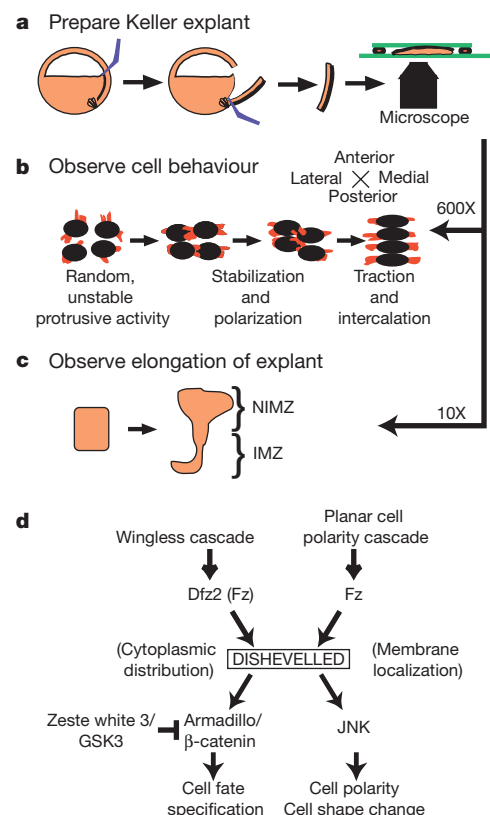 a Prepare Keller explant
Microscope
b Observe cell behaviour
Anterior
Lateral Medial
Posterior
600X
Random,
unstable
protrusive activity
Stabilization
and
polarization
Traction
and
intercalation
c Observe elongation of explant
NIMZ
IMZ
10X
d
Wingless cascade
Planar cell
polarity cascade
Dfz2 (Fz)
Fz
(Cytoplasmic
distribution)
DISHEVELLED
(Membrane
localization)
Zeste white 3/
GSK3
Armadillo/
β-catenin
JNK
Cell fate
specification
Cell polarity
Cell shape change